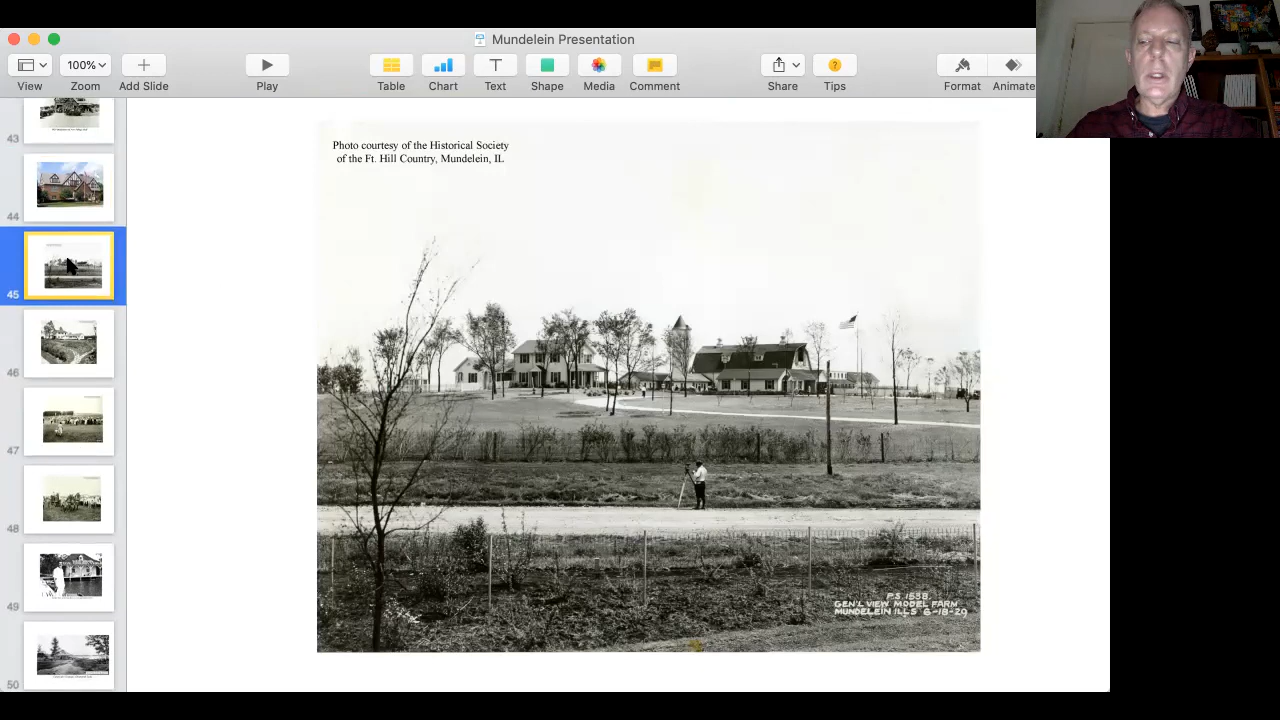 Mundelein Presentation
100%
View
Zoom
Add Slide
Play
Table
Chart
Text
Shape
Media
Comment
Share
Tips
Format
Animate
43
44
45
46
47
48
49
50
Photo courtesy of the Historical Society
of the Ft. Hill Country, Mundelein, IL
P.S. 1538.
GEN'L VIEW MODEL FARM
MUNDELEIN ILLS 6-18-29